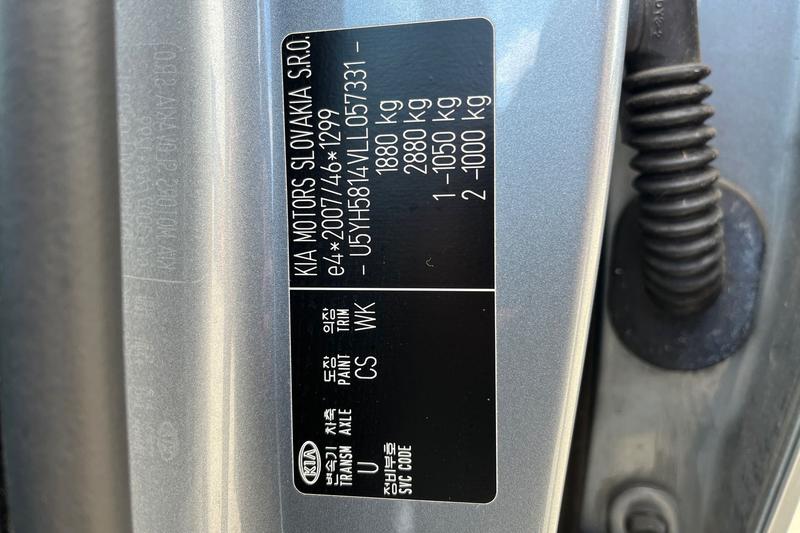 KIA MOTORS SLOVAKIA S.R.O.
e4*2007/46*1299
- U5YH5814VLL057331 -
1880 kg
2880 kg
1 -1050 kg
2 -1000 kg
KIA
변속기 차축 도장 의장
TRANSM AXLE PAINT TRIM
U CS WK
정비부호
SVC CODE